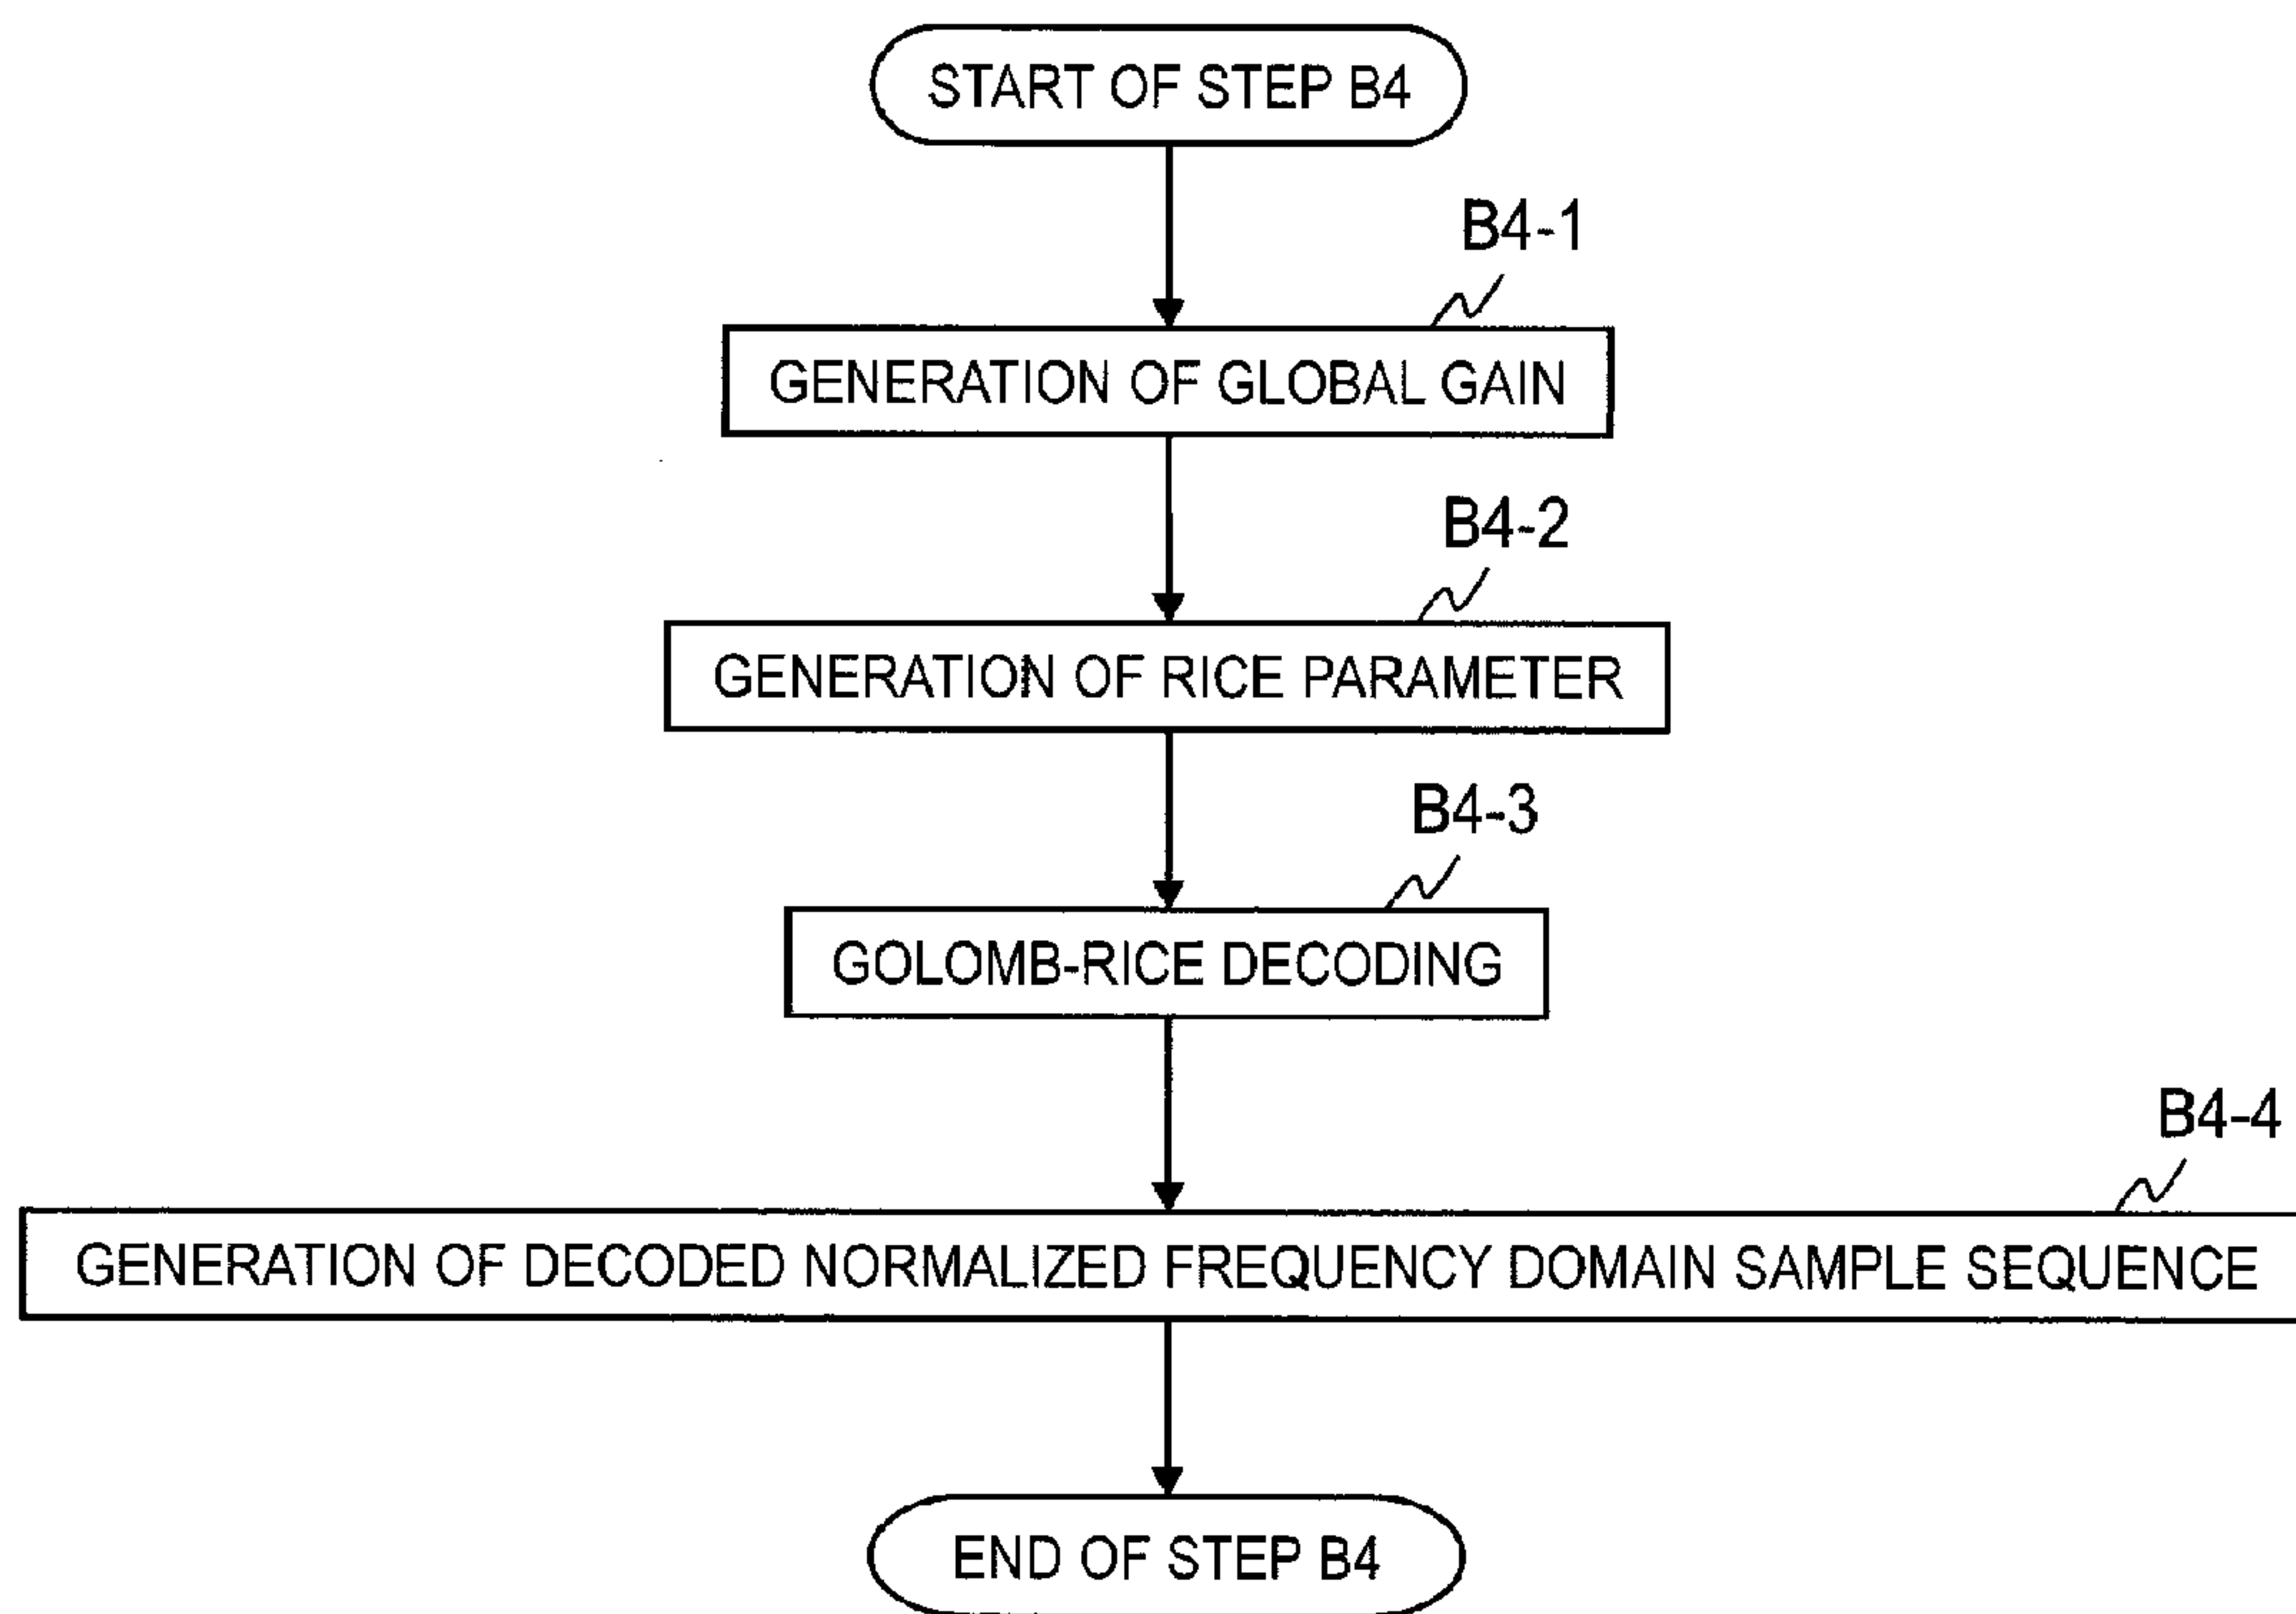 START OF STEP B4
B4-1
GENERATION OF GLOBAL GAIN
B4-2
GENERATION OF RICE PARAMETER
B4-3
GOLOMB-RICE DECODING
B4-4
GENERATION OF DECODED NORMALIZED FREQUENCY DOMAIN SAMPLE SEQUENCE
END OF STEP B4